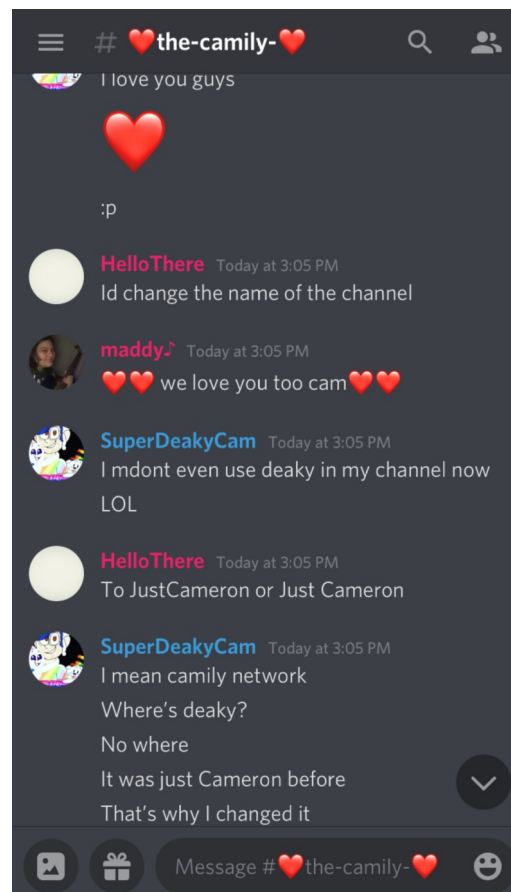 # ❤️the-camily-❤️
I love you guys
❤️
:p
HelloThere Today at 3:05 PM
Id change the name of the channel
maddy♪ Today at 3:05 PM
❤️❤️ we love you too cam❤️❤️
SuperDeakyCam Today at 3:05 PM
I mdont even use deaky in my channel now
LOL
HelloThere Today at 3:05 PM
To JustCameron or Just Cameron
SuperDeakyCam Today at 3:05 PM
I mean camily network
Where's deaky?
No where
It was just Cameron before
That's why I changed it
Message #❤️the-camily-❤️